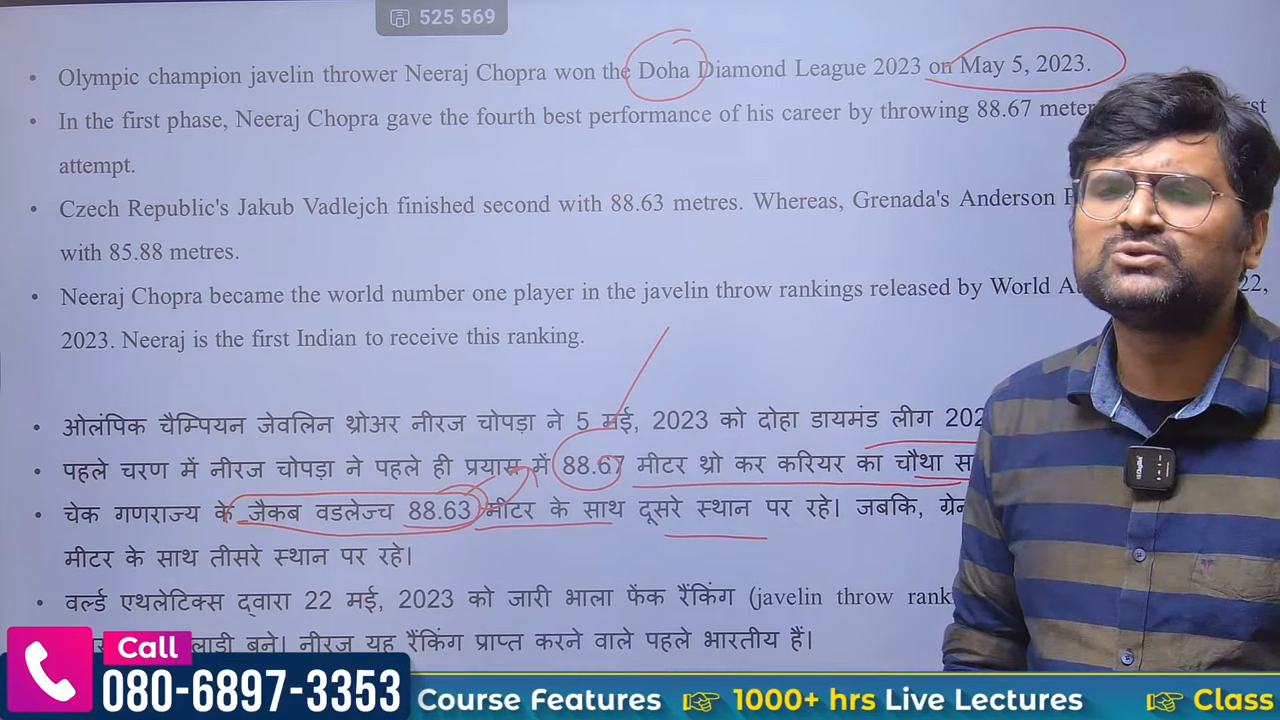 525 569
• Olympic champion javelin thrower Neeraj Chopra won the Doha Diamond League 2023 on May 5, 2023.
• In the first phase, Neeraj Chopra gave the fourth best performance of his career by throwing 88.67
attempt.
• Czech Republic's Jakub Vadlejch finished second with 88.63 metres. Whereas, Grenada's Anderson
with 85.88 metres.
• Neeraj Chopra became the world number one player in the javelin throw rankings released by World 22,
2023. Neeraj is the first Indian to receive this ranking.
• ओलंपिक चैम्पियन जेवलिन थ्रोअर नीरज चोपड़ा ने 5 मई, 2023 को दोहा डायमंड लीग
• पहले चरण में नीरज चोपड़ा ने पहले ही प्रयास में 88.67 मीटर थ्रो कर करियर का चौथा
• चेक गणराज्य के जैकब वडलेज्च 88.63 मीटर के साथ दूसरे स्थान पर रहे। जबकि,
मीटर के साथ तीसरे स्थान पर रहे।
• वर्ल्ड एथलेटिक्स द्वारा 22 मई, 2023 को जारी भाला फेंक रैंकिंग (javelin throw
बने। नीरज यह रैंकिंग प्राप्त करने वाले पहले भारतीय हैं।
Call
080-6897-3353
Course Features 1000+ hrs Live Lectures Class